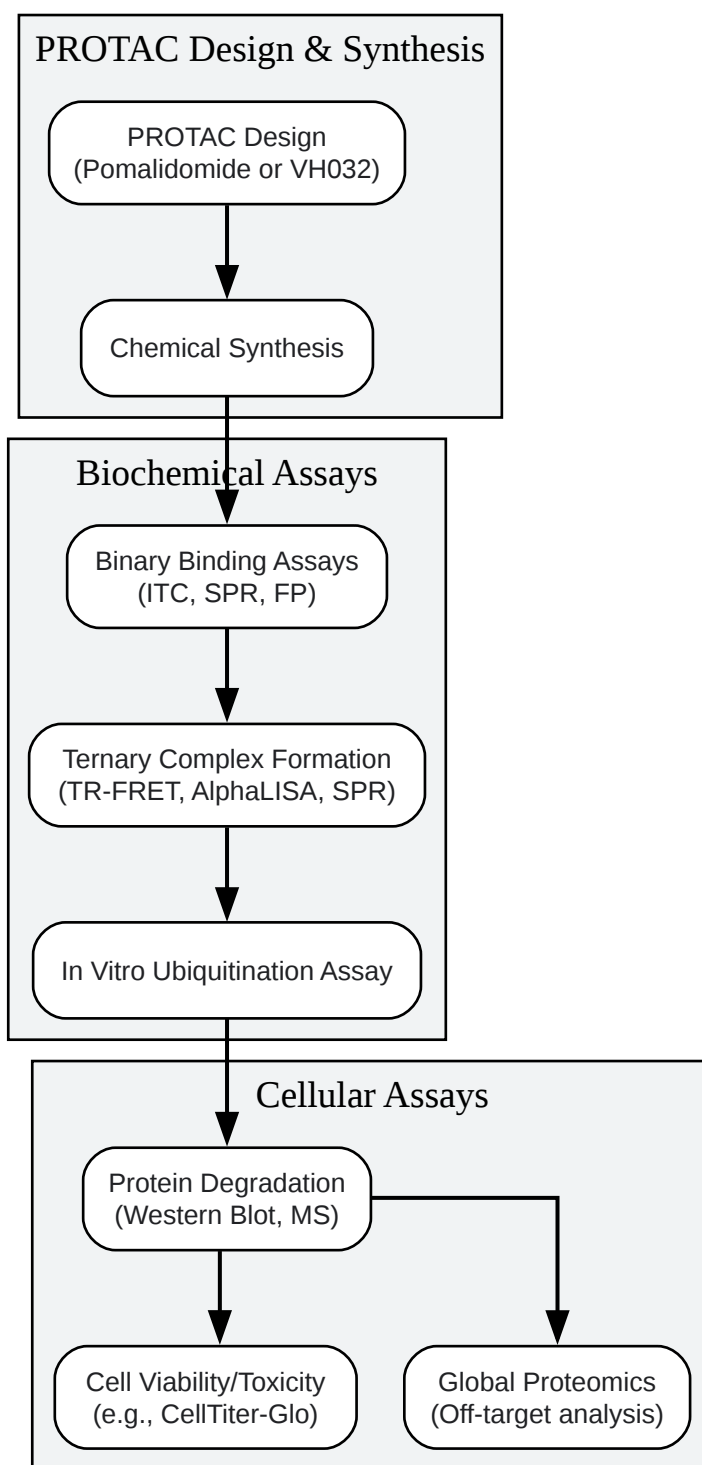 PROTAC Design & Synthesis
PROTAC Design
(Pomalidomide or VH032)
Chemical Synthesis
Biochemical Assays
Binary Binding Assays
(ITC, SPR, FP)
Ternary Complex Formation
(TR-FRET, AlphaLISA, SPR)
In Vitro Ubiquitination Assay
Cellular Assays
Protein Degradation
(Western Blot, MS)
Cell Viability/Toxicity
(e.g., CellTiter-Glo)
Global Proteomics
(Off-target analysis)